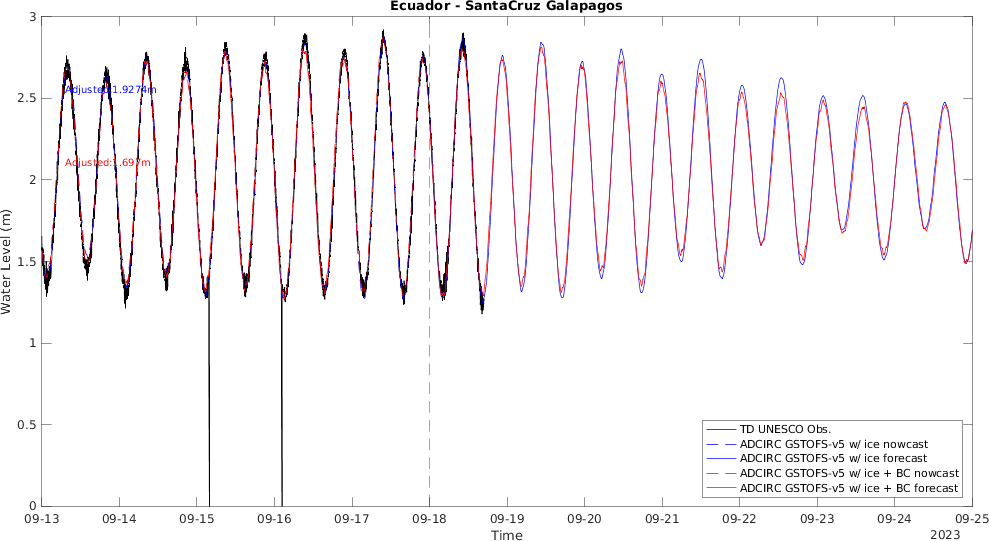 Ecuador - SantaCruz Galapagos
3
2.5
2
1.5
1
0.5
0
Water Level (m)
Adjusted:1.9274m
Adjusted:1.697m
TD UNESCO Obs.
ADCIRC GSTOFS-v5 w/ ice nowcast
ADCIRC GSTOFS-v5 w/ ice forecast
ADCIRC GSTOFS-v5 w/ ice + BC nowcast
ADCIRC GSTOFS-v5 w/ ice + BC forecast
09-13 09-14 09-15 09-16 09-17 09-18 09-19 09-20 09-21 09-22 09-23 09-24 09-25
Time
2023